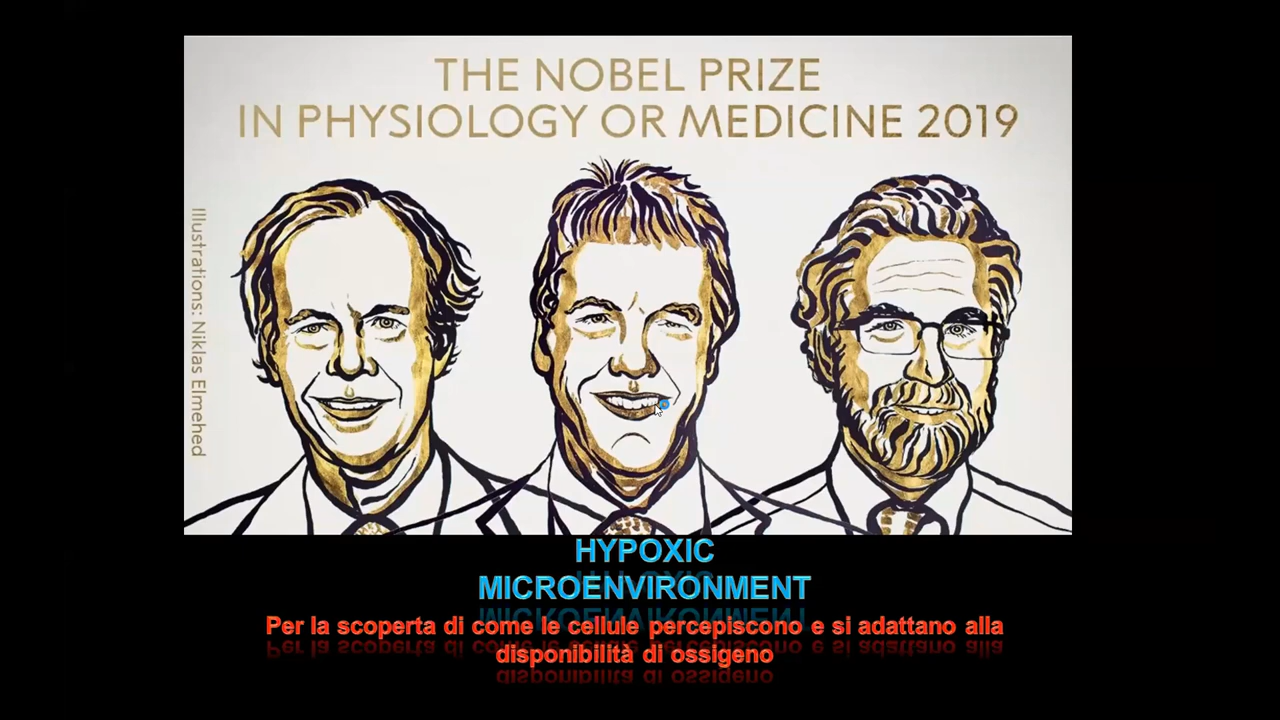 THE NOBEL PRIZE
IN PHYSIOLOGY OR MEDICINE 2019
Illustrations: Niklas Elmehed
HYPOXIC
MICROENVIRONMENT
Per la scoperta di come le cellule percepiscono e si adattano alla
disponibilità di ossigeno